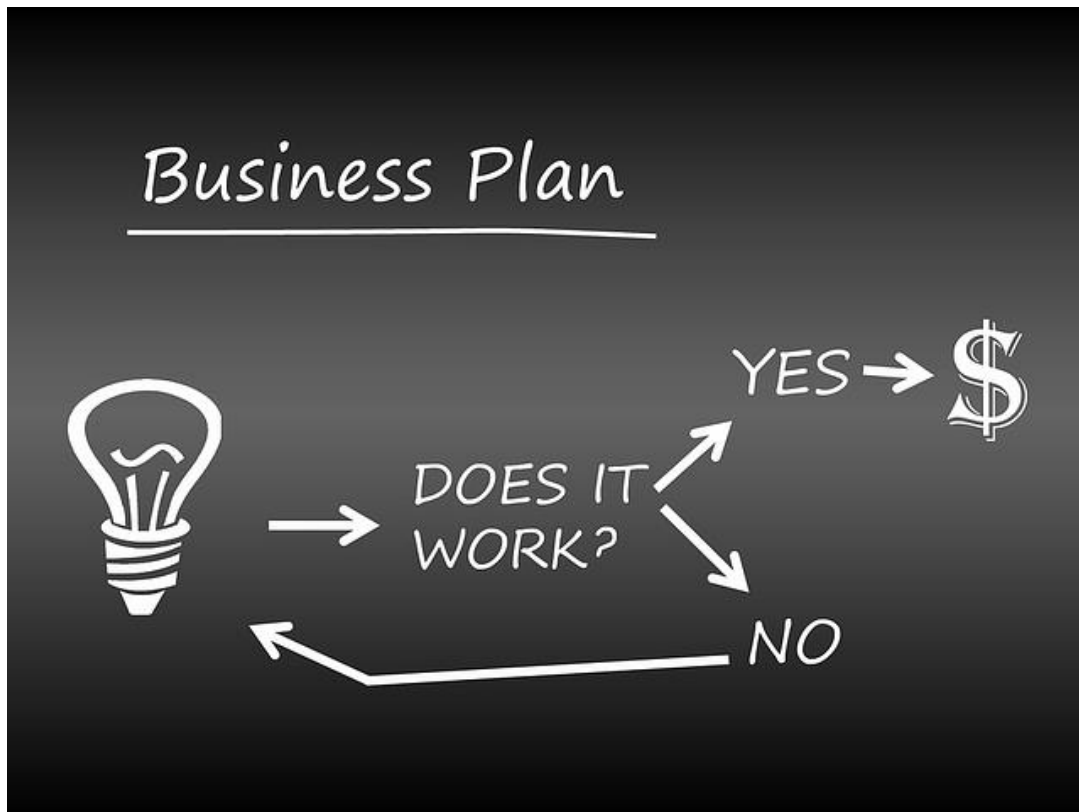 Business Plan
YES
$
DOES IT
WORK?
NO